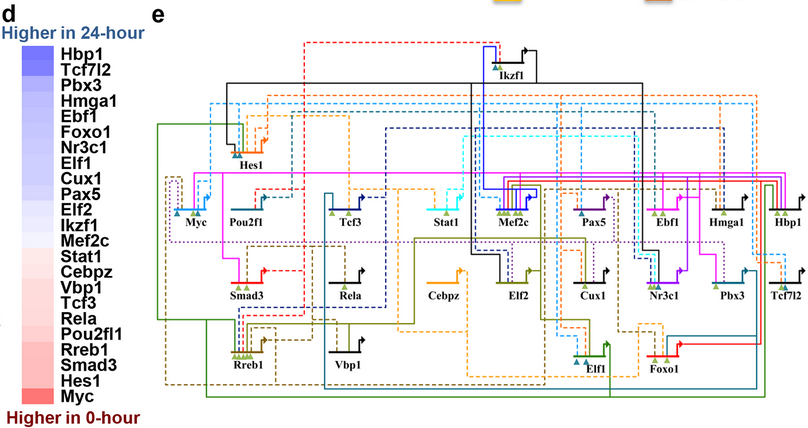 d
Higher in 24-hour
Hbp1
Tcf7l2
Pbx3
Hmga1
Ebf1
Foxo1
Nr3c1
Elf1
Cux1
Pax5
Elf2
Ikzf1
Mef2c
Stat1
Cebpz
Vbp1
Tcf3
Rela
Pou2fl1
Rreb1
Smad3
Hes1
Myc
Higher in 0-hour
e
Ikzf1
Hes1
Myc Pou2f1 Tcf3 Stat1 Mef2c Pax5 Ebf1 Hmga1 Hbp1
Smad3 Rela Cebpz Elf2 Cux1 Nr3c1 Pbx3 Tcf7l2
Rreb1 Vbp1 Elf1 Foxo1